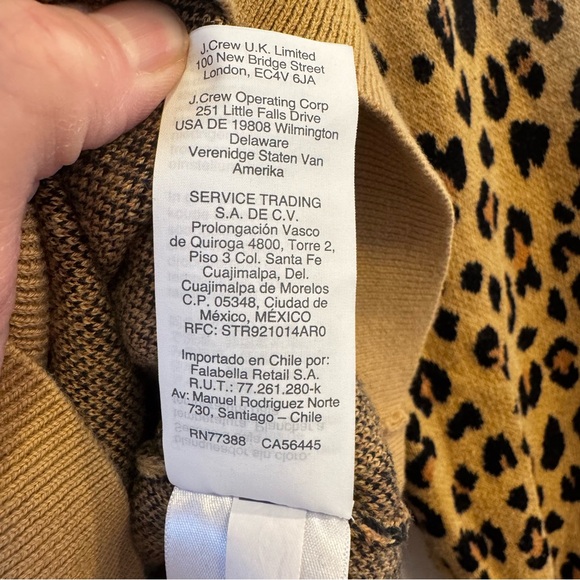 J.Crew U.K. Limited
100 New Bridge Street
London, EC4V 6JA
J.Crew Operating Corp
251 Little Falls Drive
USA DE 19808 Wilmington
Delaware
Verenidge Staten Van
Amerika
SERVICE TRADING
S.A. DE C.V.
Prolongación Vasco
de Quiroga 4800, Torre 2,
Piso 3 Col. Santa Fe
Cuajimalpa, Del.
Cuajimalpa de Morelos
C.P. 05348, Ciudad de
México, MÉXICO
RFC: STR921014AR0
Importado en Chile por:
Falabella Retail S.A.
R.U.T.: 77.261.280-k
Av: Manuel Rodriguez Norte
730, Santiago – Chile
RN77388 CA56445